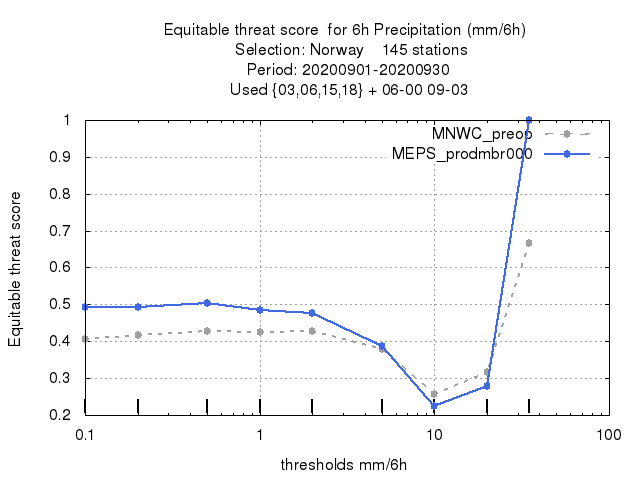 Equitable threat score  for 6h Precipitation (mm/6h)
Selection: Norway    145 stations
Period: 20200901-20200930
Used {03,06,15,18} + 06-00 09-03
MNWC_preop
MEPS_prodmbr000
1
0.9
0.8
0.7
0.6
0.5
0.4
0.3
0.2
Equitable threat score
0.1 1 10 100
thresholds mm/6h